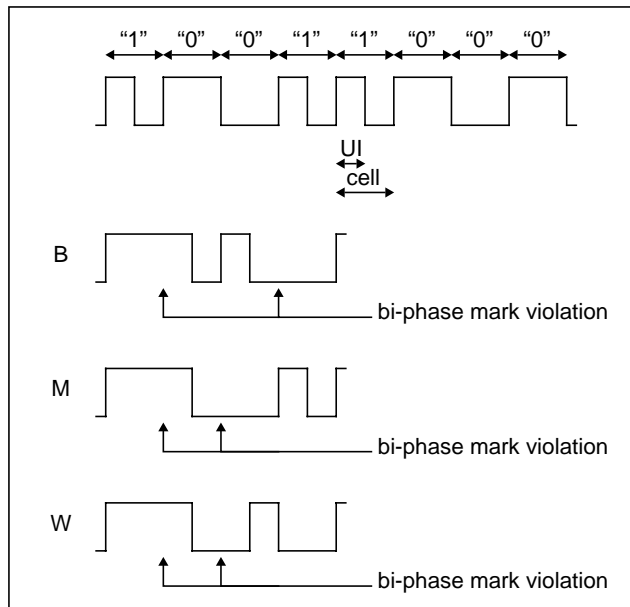 “1” “0” “0” “1” “1” “0” “0” “0”
UI
cell
B
bi-phase mark violation
M
bi-phase mark violation
W
bi-phase mark violation